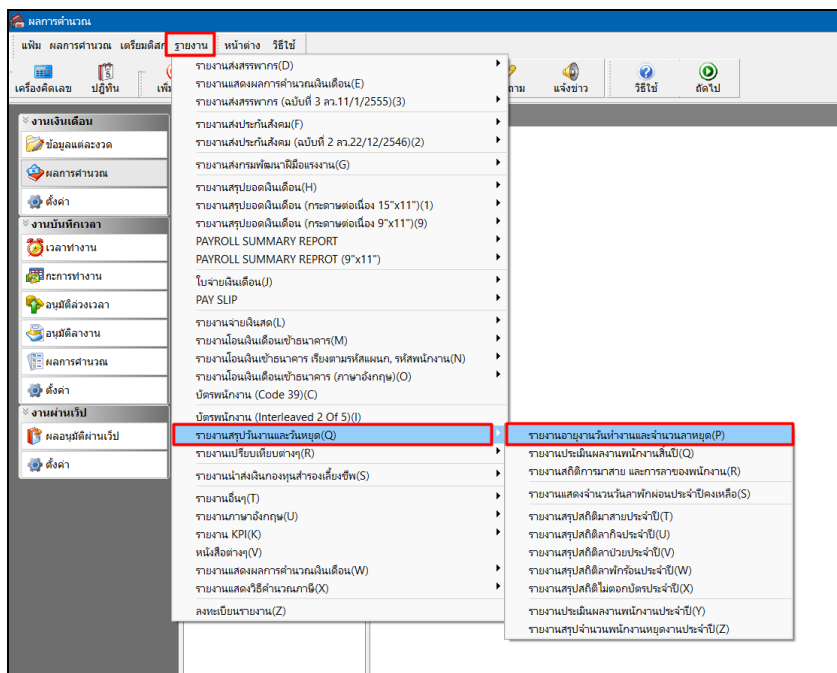 ผลการคำนวณ
แฟ้ม ผลการคำนวณ เตรียมดิสก รายงาน หน้าต่าง วิธีใช้
เครื่องคิดเลข ปฏิทิน เพิ่ ถาม แจ้งข่าว วิธีใช้ ถัดไป
งานเงินเดือน
ข้อมูลแต่ละงวด
ผลการคำนวณ
ตั้งค่า
งานบันทึกเวลา
เวลาทำงาน
กะการทำงาน
อนุมัติล่วงเวลา
อนุมัติลางาน
ผลการคำนวณ
ตั้งค่า
งานผ่านเว็ป
ผลอนุมัติผ่านเว็ป
ตั้งค่า
รายงานส่งสรรพากร(D)
รายงานแสดงผลการคำนวณเงินเดือน(E)
รายงานส่งสรรพากร (ฉบับที่ 3 ลว.11/1/2555)(3)
รายงานส่งประกันสังคม(F)
รายงานส่งประกันสังคม (ฉบับที่ 2 ลว.22/12/2546)(2)
รายงานส่งกรมพัฒนาฝีมือแรงงาน(G)
รายงานสรุปยอดเงินเดือน(H)
รายงานสรุปยอดเงินเดือน (กระดาษต่อเนื่อง 15"x11")(1)
รายงานสรุปยอดเงินเดือน (กระดาษต่อเนื่อง 9"x11")(9)
PAYROLL SUMMARY REPORT
PAYROLL SUMMARY REPROT (9"x11")
ใบจ่ายเงินเดือน(J)
PAY SLIP
รายงานจ่ายเงินสด(L)
รายงานโอนเงินเดือนเข้าธนาคาร(M)
รายงานโอนเงินเข้าธนาคาร เรียงตามรหัสแผนก, รหัสพนักงาน(N)
รายงานโอนเงินเดือนเข้าธนาคาร (ภาษาอังกฤษ)(O)
บัตรพนักงาน (Code 39)(C)
บัตรพนักงาน (Interleaved 2 Of 5)(I)
รายงานสรุปวันงานและวันหยุด(Q)
รายงานเปรียบเทียบต่างๆ(R)
รายงานนำส่งเงินกองทุนสำรองเลี้ยงชีพ(S)
รายงานอื่นๆ(T)
รายงานภาษาอังกฤษ(U)
รายงาน KPI(K)
หนังสือต่างๆ(V)
รายงานแสดงผลการคำนวณเงินเดือน(W)
รายงานแสดงวิธีคำนวณภาษี(X)
ลงทะเบียนรายงาน(Z)
รายงานอายุงานวันทำงานและจำนวนลาหยุด(P)
รายงานประเมินผลงานพนักงานสิ้นปี(Q)
รายงานสถิติการมาสาย และการลาของพนักงาน(R)
รายงานแสดงจำนวนวันลาพักผ่อนประจำปีคงเหลือ(S)
รายงานสรุปสถิติมาสายประจำปี(T)
รายงานสรุปสถิติลากิจประจำปี(U)
รายงานสรุปสถิติลาป่วยประจำปี(V)
รายงานสรุปสถิติลาพักร้อนประจำปี(W)
รายงานสรุปสถิติไม่ตอกบัตรประจำปี(X)
รายงานประเมินผลงานพนักงานประจำปี(Y)
รายงานสรุปจำนวนพนักงานหยุดงานประจำปี(Z)